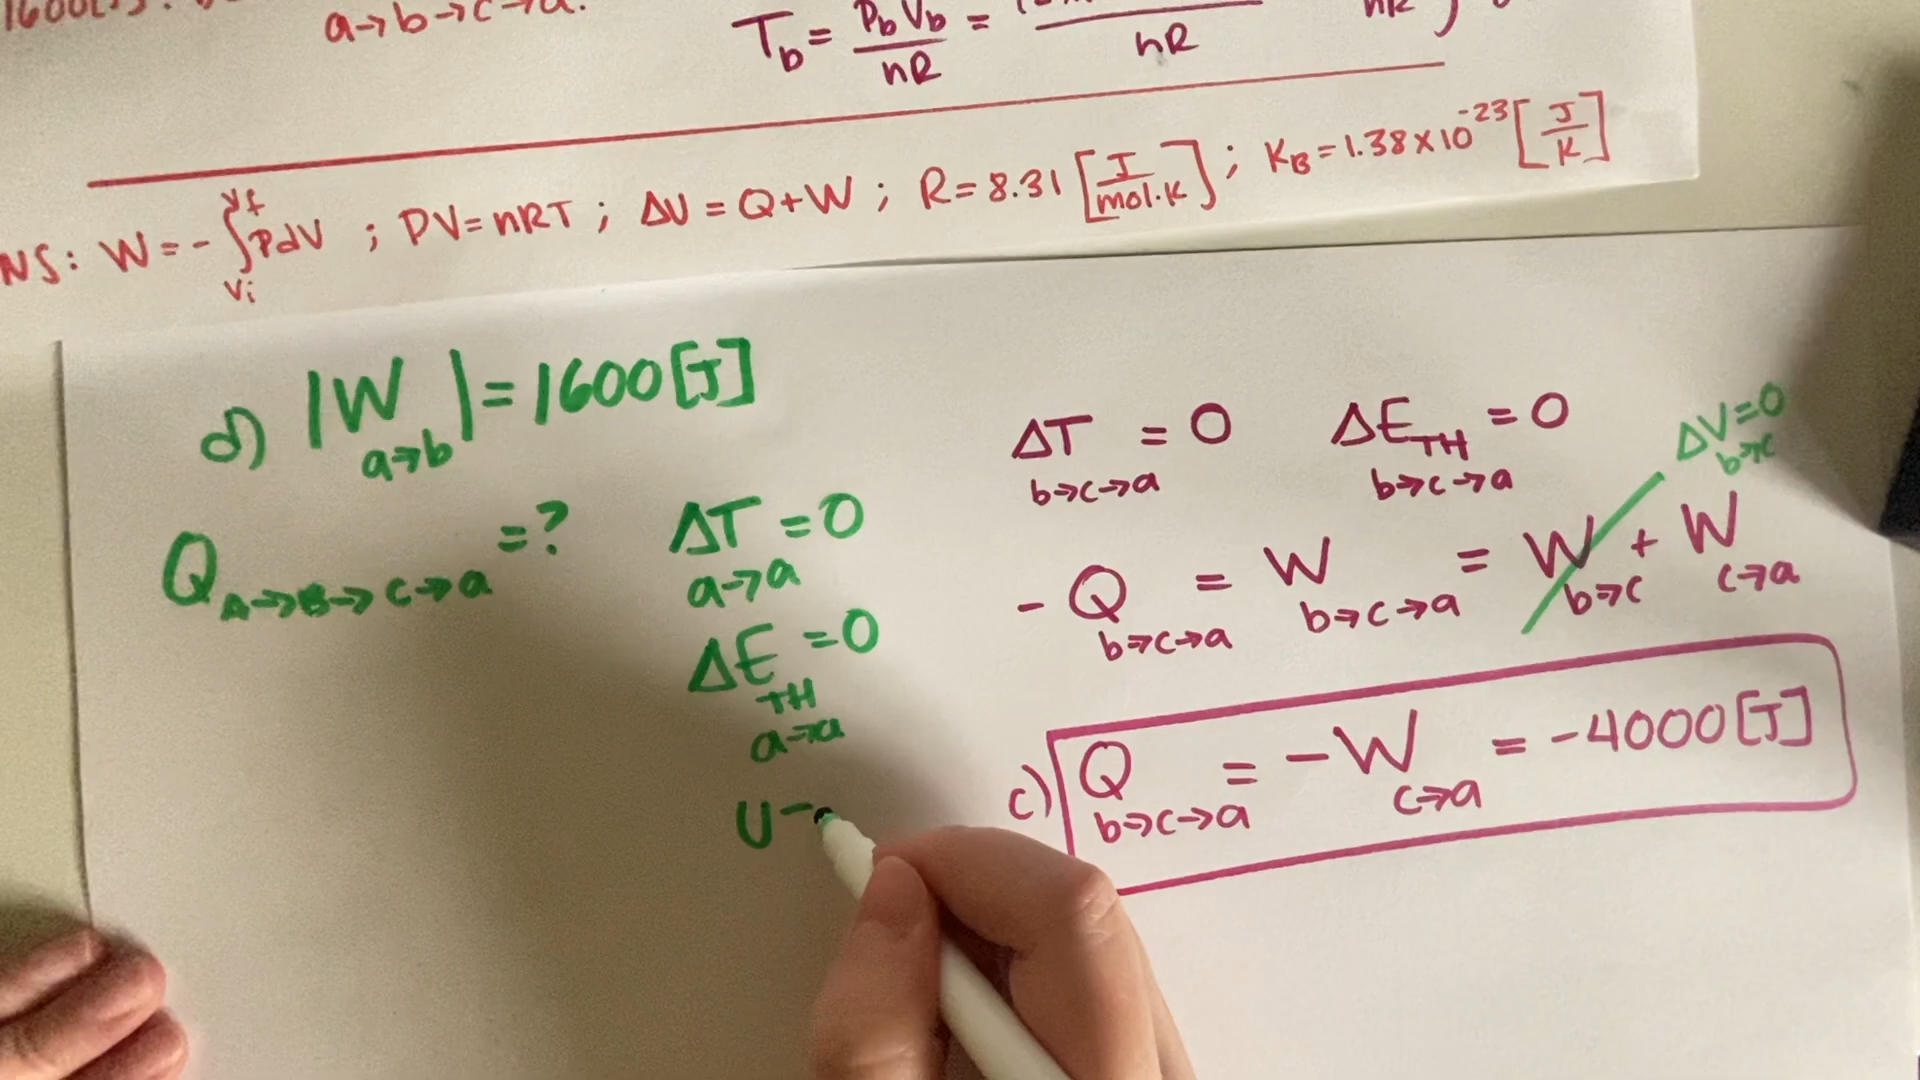 1600[J].
a→b→c→a.
T_b = P_b V_b / nR = / nR nR
NS: W = - ∫_{Vi}^{Vf} P dV ; PV = nRT ; ΔU = Q + W ; R = 8.31 [J / mol.K] ; K_B = 1.38 x 10^-23 [J / K]
d) |W_{a→b}| = 1600 [J]
Q_{A→B→C→a} = ?
ΔT_{a→a} = 0
ΔE_{TH a→a} = 0
U -
ΔT_{b→c→a} = 0 ΔE_{TH b→c→a} = 0
ΔV_{b→c} = 0
- Q_{b→c→a} = W_{b→c→a} = W_{b→c} + W_{c→a}
c) Q_{b→c→a} = - W_{c→a} = - 4000 [J]